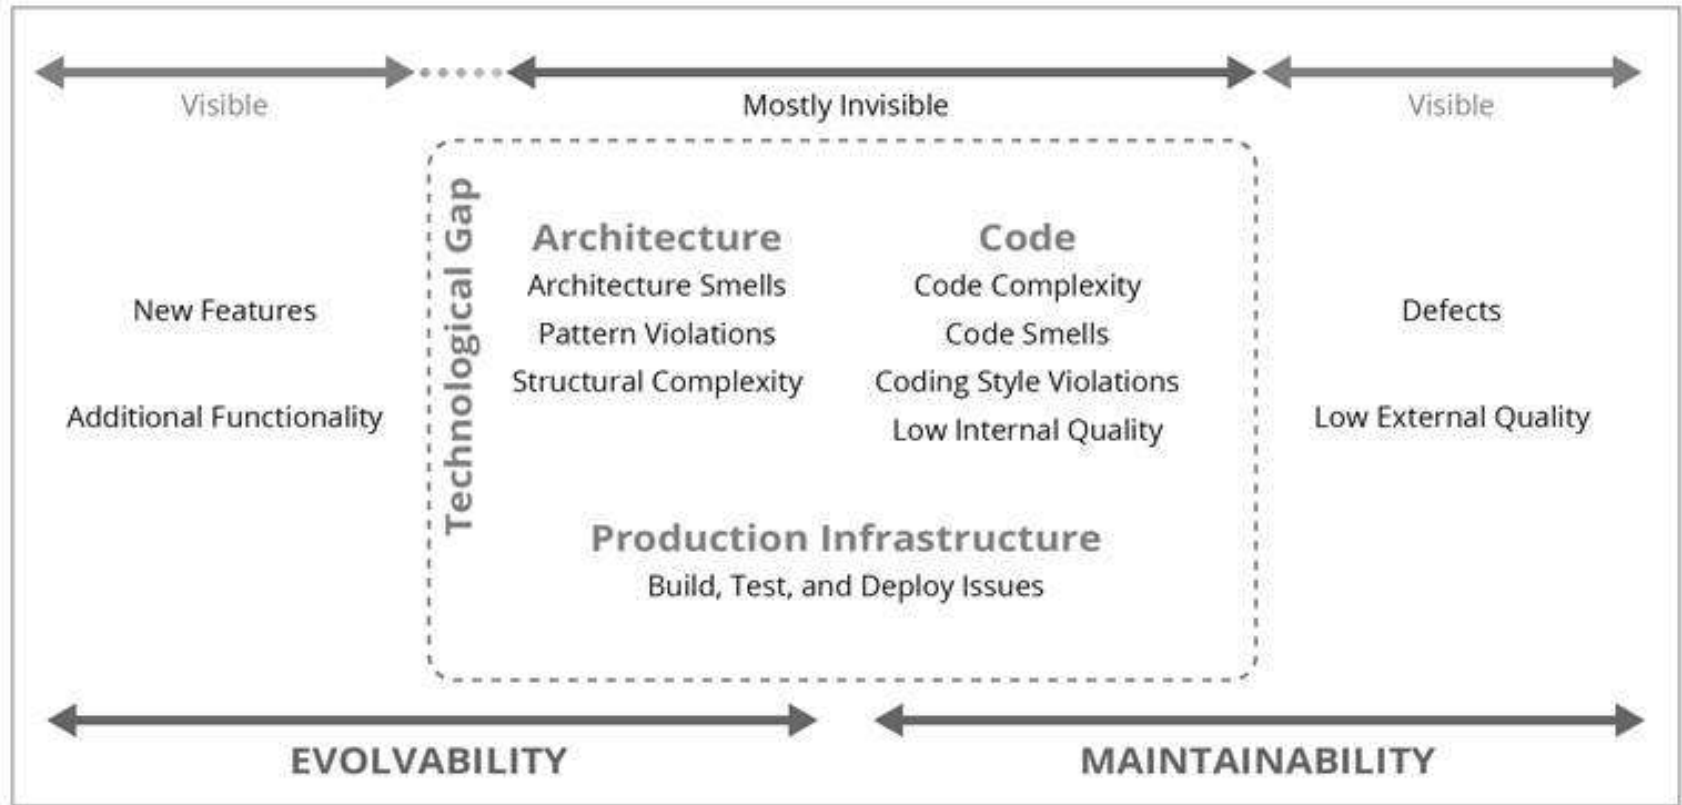 Visible
Mostly Invisible
Visible
Technological Gap
Architecture
Architecture Smells
Pattern Violations
Structural Complexity
Code
Code Complexity
Code Smells
Coding Style Violations
Low Internal Quality
New Features
Additional Functionality
Defects
Low External Quality
Production Infrastructure
Build, Test, and Deploy Issues
EVOLVABILITY
MAINTAINABILITY